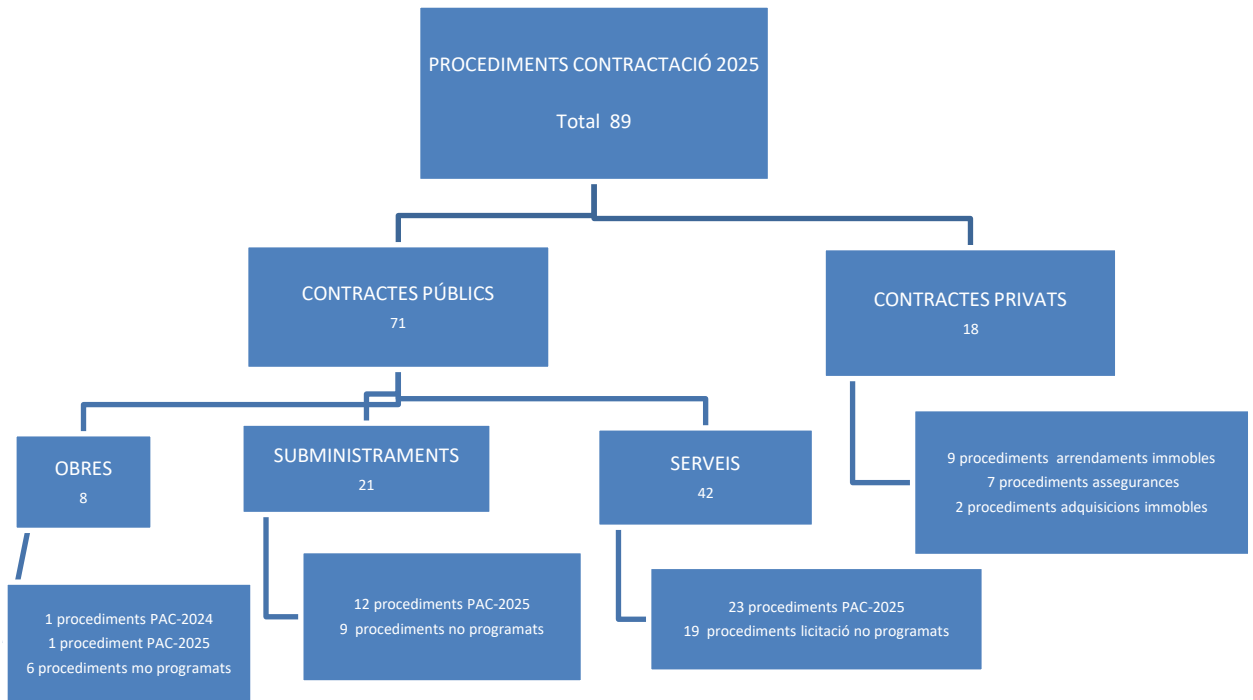 PROCEDIMENTS CONTRACTACIÓ 2025
Total 89
CONTRACTES PÚBLICS
71
CONTRACTES PRIVATS
18
OBRES
8
SUBMINISTRAMENTS
21
SERVEIS
42
9 procediments arrendaments immobles
7 procediments assegurances
2 procediments adquisicions immobles
1 procediments PAC-2024
1 procediment PAC-2025
6 procediments mo programats
12 procediments PAC-2025
9 procediments no programats
23 procediments PAC-2025
19 procediments licitació no programats